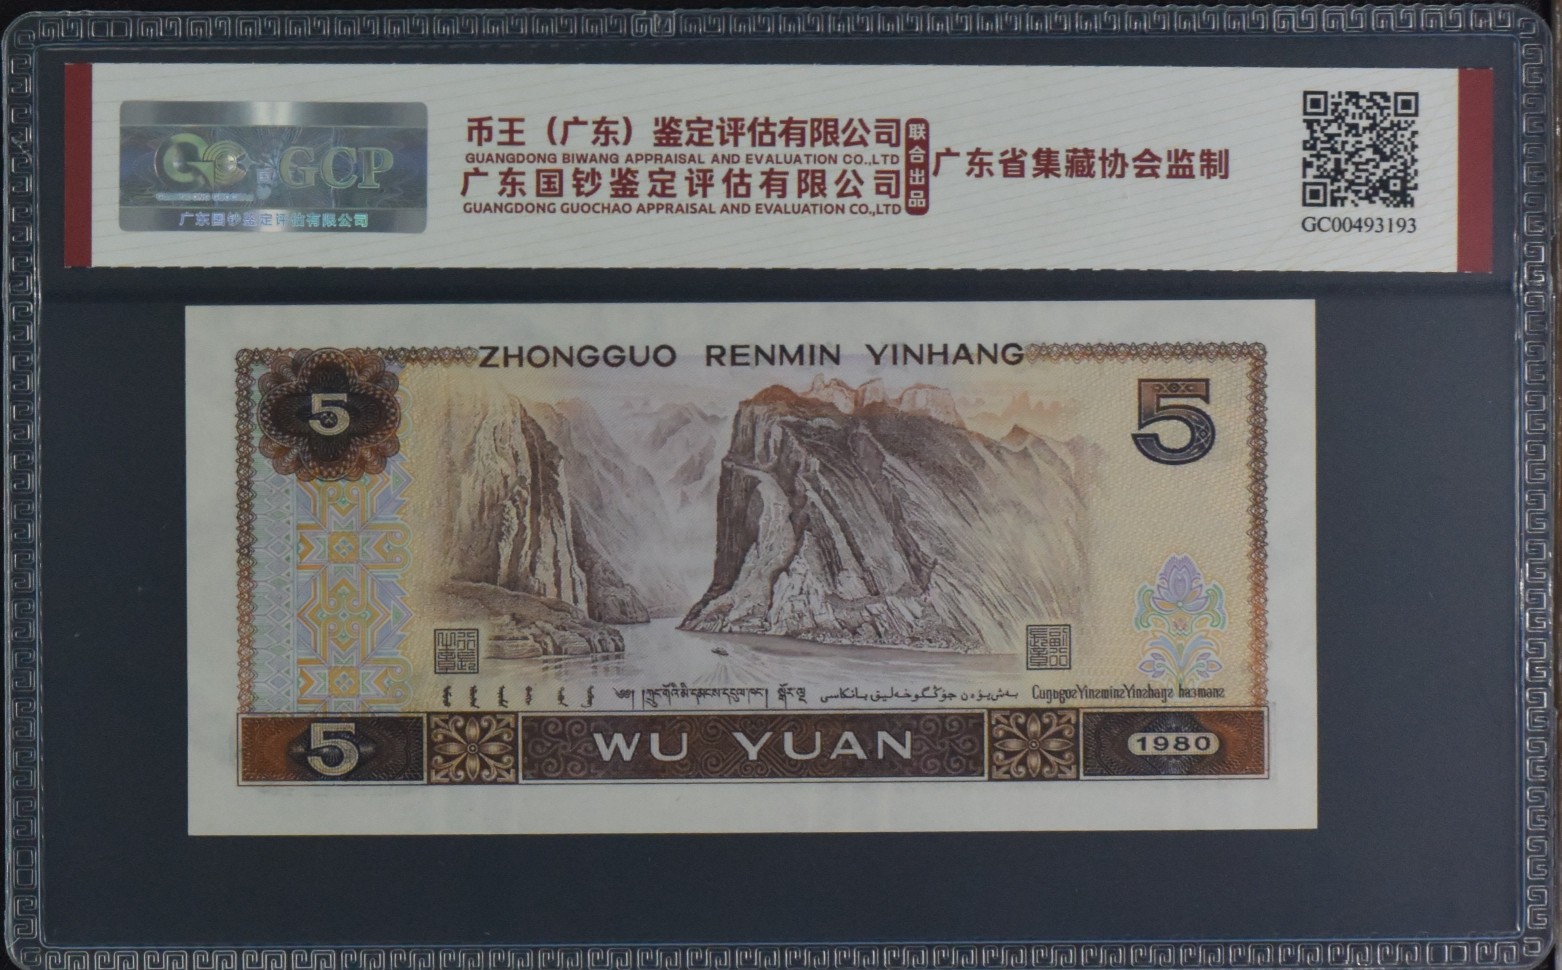 GCP
广东国钞鉴定评估有限公司
币王（广东）鉴定评估有限公司
GUANGDONG BIWANG APPRAISAL AND EVALUATION CO.,LTD
广东国钞鉴定评估有限公司
GUANGDONG GUOCHAO APPRAISAL AND EVALUATION CO.,LTD
联合出品
广东省集藏协会监制
GC00493193
ZHONGGUO RENMIN YINHANG
5
5
5
WU YUAN
1980